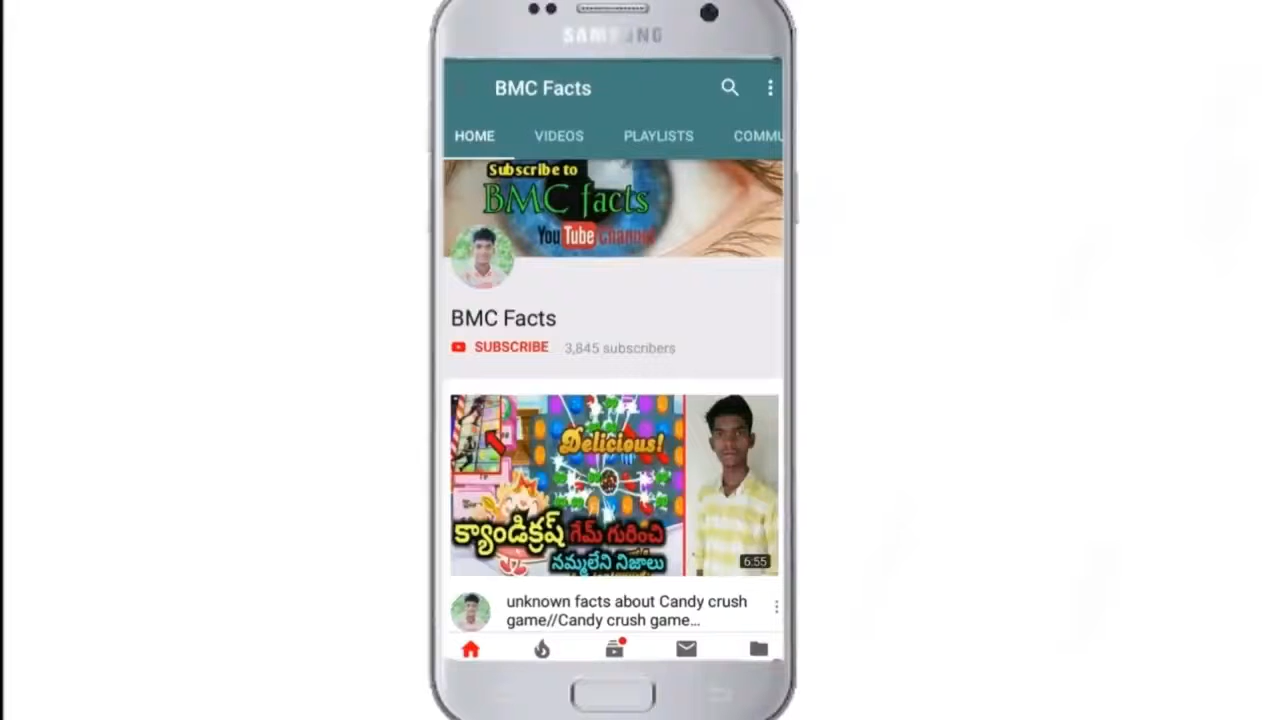 SAMSUNG
BMC Facts
HOME VIDEOS PLAYLISTS COMMU
Subscribe to
BMC facts
YouTube Channel
BMC Facts
SUBSCRIBE 3,845 subscribers
Delicious!
క్యాండిక్రష్ గేమ్ గురించి
నమ్మలేని నిజాలు
6:55
unknown facts about Candy crush
game//Candy crush game...